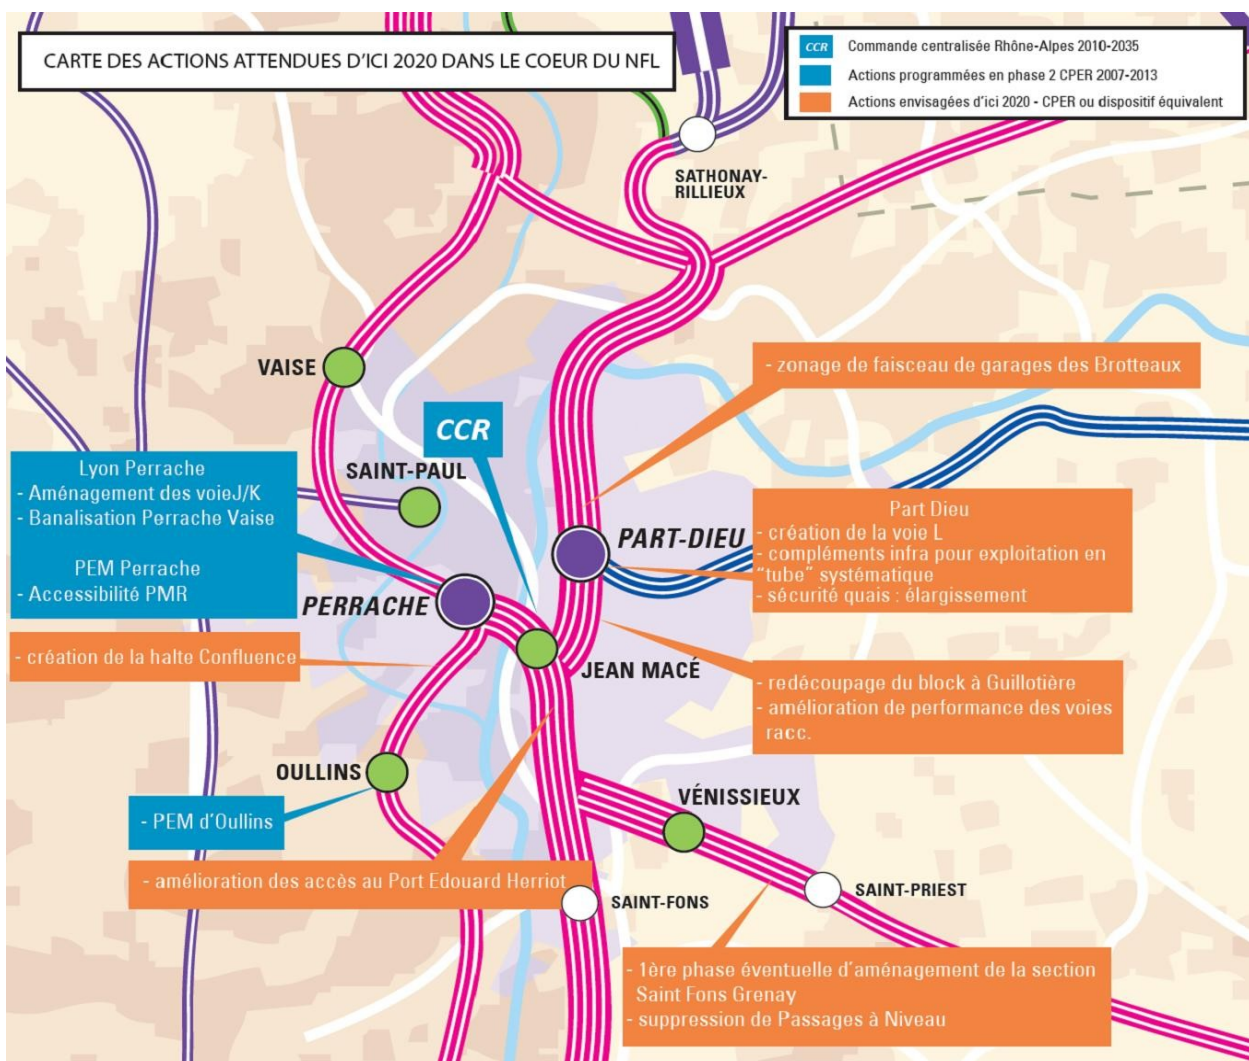 CARTE DES ACTIONS ATTENDUES D'ICI 2020 DANS LE COEUR DU NFL
CCR Commande centralisée Rhône-Alpes 2010-2035
Actions programmées en phase 2 CPER 2007-2013
Actions envisagées d'ici 2020 - CPER ou dispositif équivalent
SATHONAY-
RILLIEUX
VAISE
- zonage de faisceau de garages des Brotteaux
CCR
SAINT-PAUL
Lyon Perrache
- Aménagement des voieJ/K
- Banalisation Perrache Vaise
PEM Perrache
- Accessibilité PMR
PERRACHE
PART-DIEU
Part Dieu
- création de la voie L
- compléments infra pour exploitation en
"tube" systématique
- sécurité quais : élargissement
- création de la halte Confluence
JEAN MACÉ
- redécoupage du block à Guillotière
- amélioration de performance des voies
racc.
OULLINS
- PEM d'Oullins
VÉNISSIEUX
- amélioration des accès au Port Edouard Herriot
SAINT-FONS
SAINT-PRIEST
- 1ère phase éventuelle d'aménagement de la section
Saint Fons Grenay
- suppression de Passages à Niveau